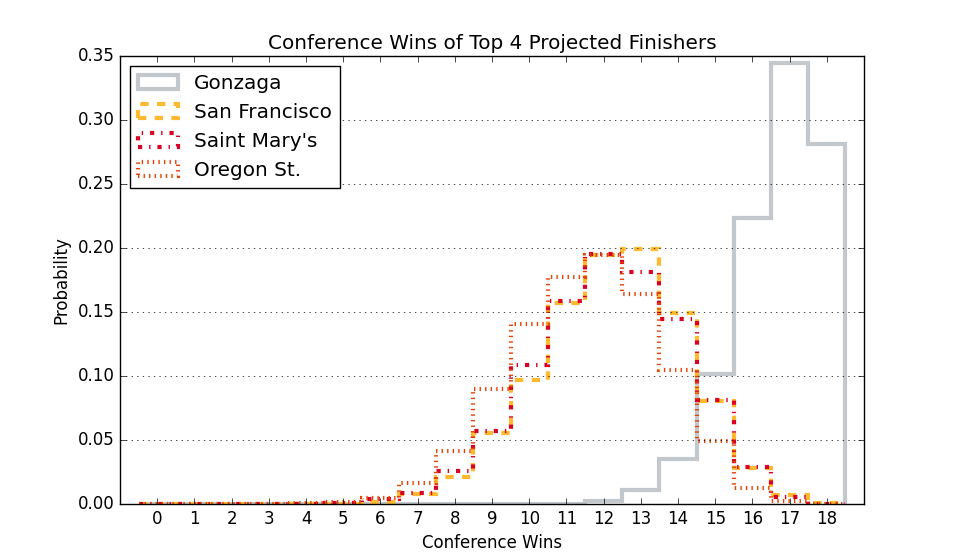 Conference Wins of Top 4 Projected Finishers
0.35
0.30
0.25
0.20
0.15
0.10
0.05
0.00
Probability
Gonzaga
San Francisco
Saint Mary's
Oregon St.
0 1 2 3 4 5 6 7 8 9 10 11 12 13 14 15 16 17 18
Conference Wins